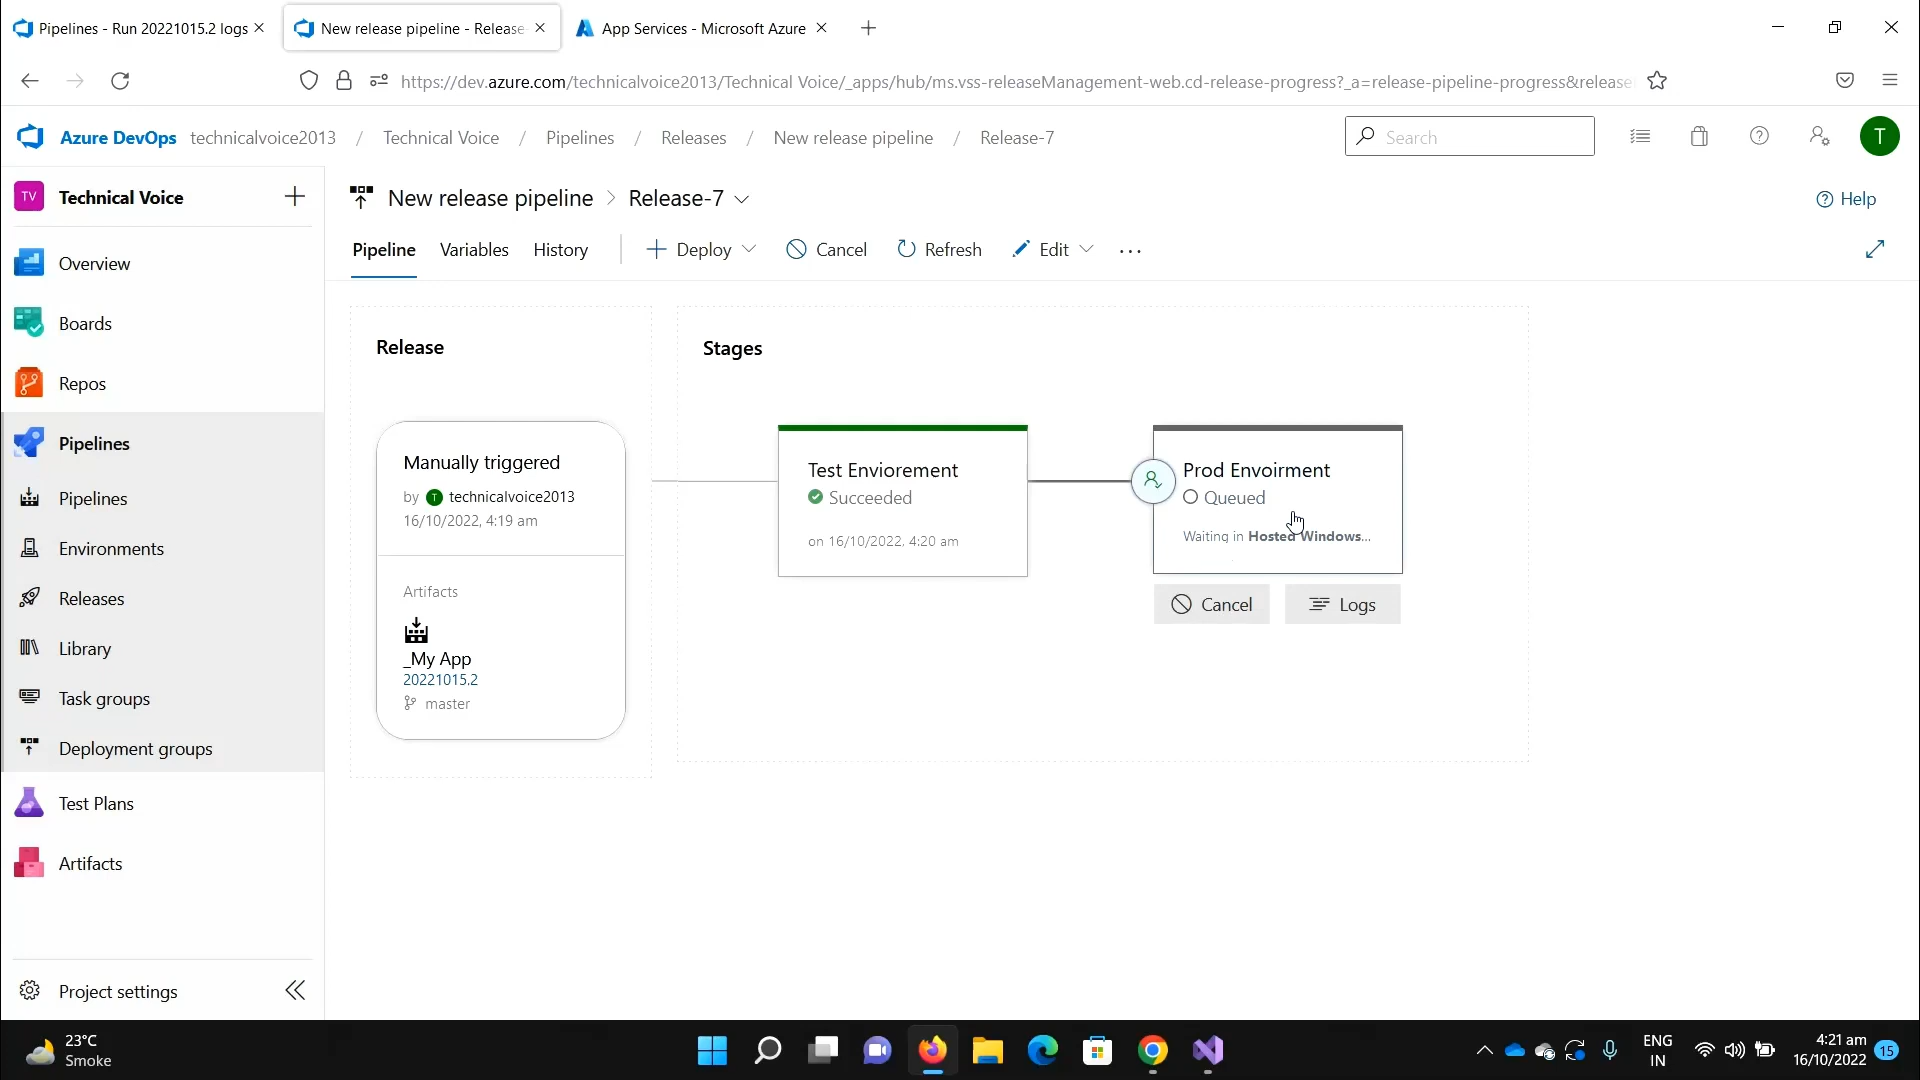 Pipelines - Run 20221015.2 logs
New release pipeline - Release-
App Services - Microsoft Azure
https://dev.azure.com/technicalvoice2013/Technical Voice/_apps/hub/ms.vss-releaseManagement-web.cd-release-progress?_a=release-pipeline-progress&release
Azure DevOps technicalvoice2013 / Technical Voice / Pipelines / Releases / New release pipeline / Release-7
Search
T
TV Technical Voice
New release pipeline > Release-7
Help
Pipeline Variables History Deploy Cancel Refresh Edit ...
Overview
Boards
Repos
Pipelines
Pipelines
Environments
Releases
Library
Task groups
Deployment groups
Test Plans
Artifacts
Project settings
Release
Manually triggered
by T technicalvoice2013
16/10/2022, 4:19 am
Artifacts
_My App
20221015.2
master
Stages
Test Enviorement
Succeeded
on 16/10/2022, 4:20 am
Prod Envoirment
Queued
Waiting in Hosted Windows...
Cancel
Logs
23°C
Smoke
ENG
IN
4:21 am
16/10/2022
15